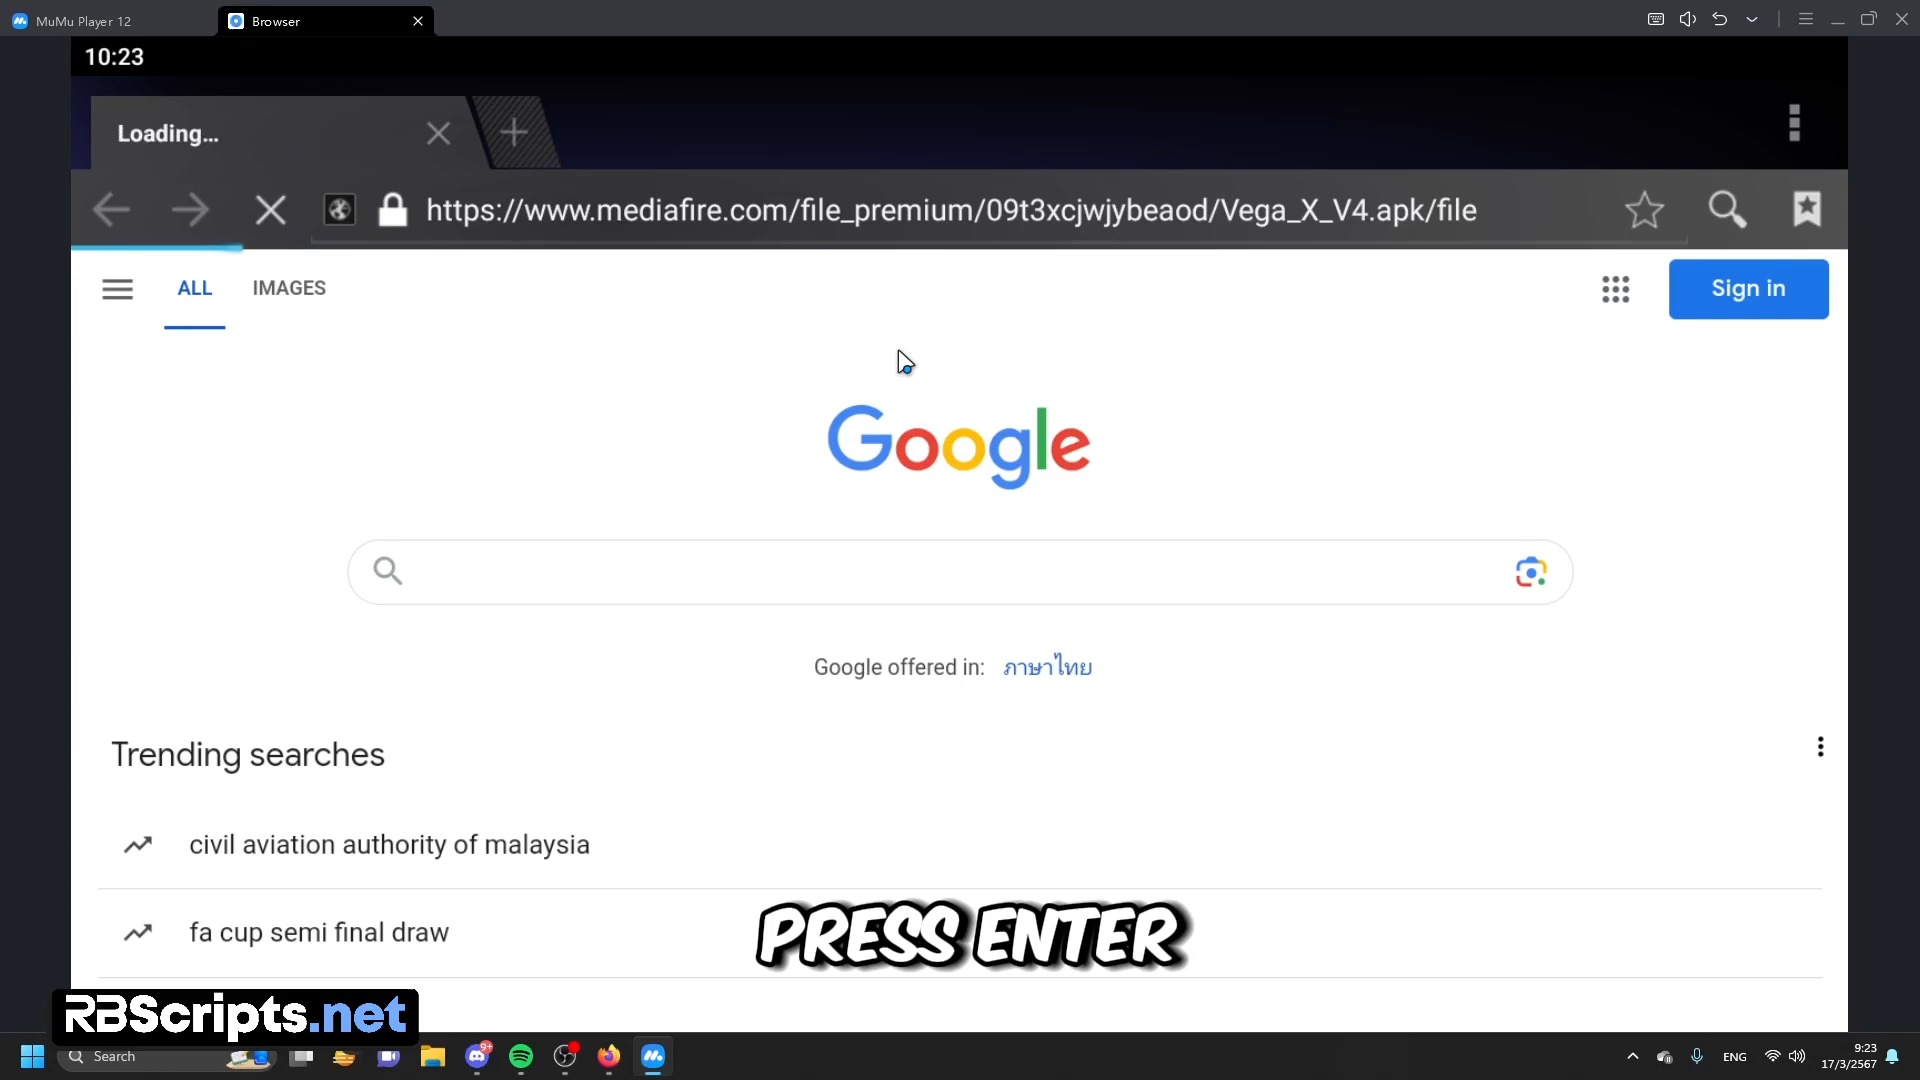 MuMu Player 12
Browser
10:23
Loading...
https://www.mediafire.com/file_premium/09t3xcjwjybeaod/Vega_X_V4.apk/file
ALL
IMAGES
Sign in
Google
Google offered in:
ภาษาไทย
Trending searches
civil aviation authority of malaysia
fa cup semi final draw
PRESS ENTER
RBScripts.net
Search
9+
ENG
9:23
17/3/2567